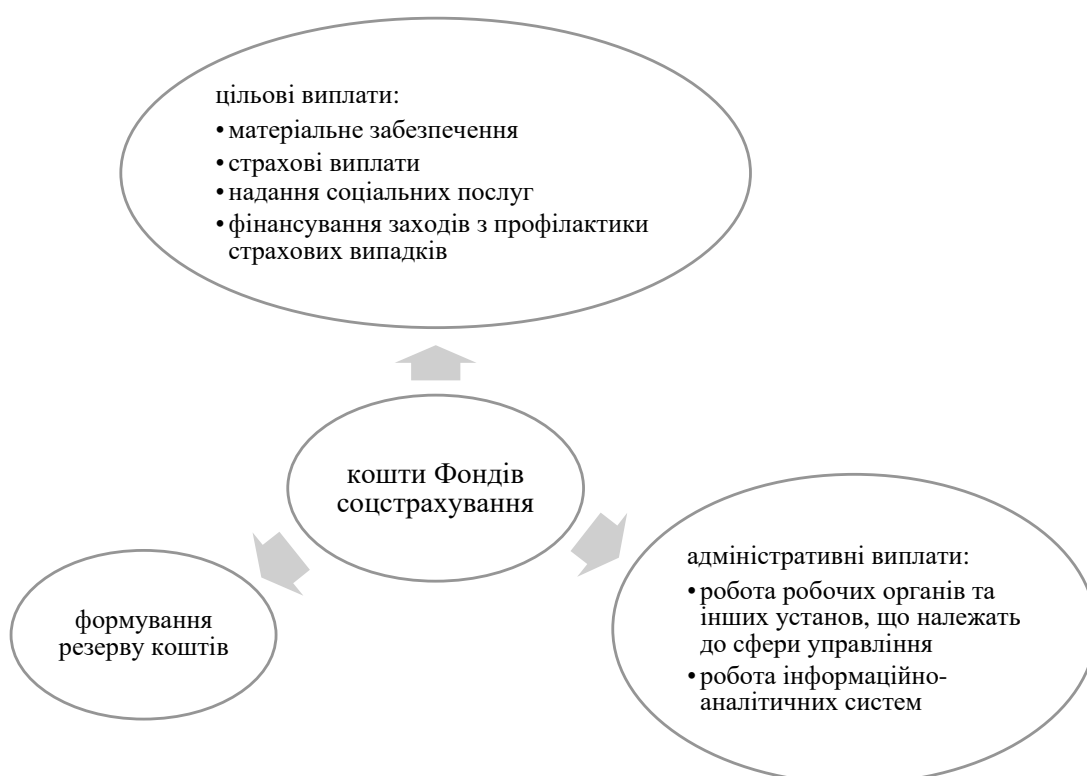 цільові виплати:
•матеріальне забезпечення
•страхові виплати
•надання соціальних послуг
•фінансування заходів з профілактики
страхових випадків
кошти Фондів
соцстрахування
формування
резерву коштів
адміністративні виплати:
•робота робочих органів та
інших установ, що належать
до сфери управління
•робота інформаційно-
аналітичних систем